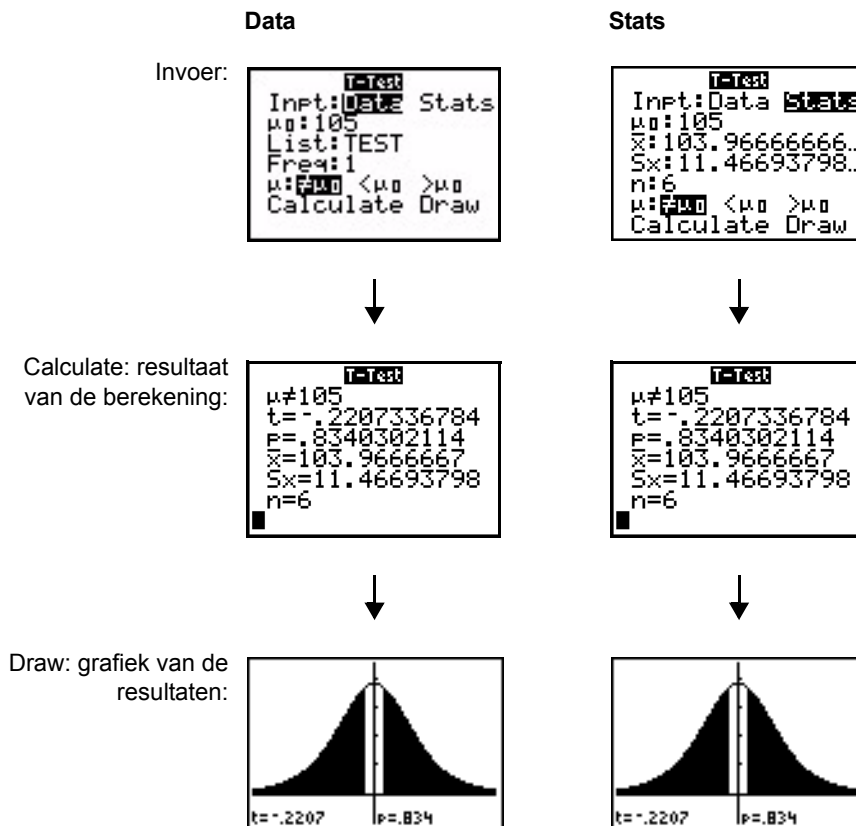 Data
Stats
Invoer:
T-Test
Inpt:Data Stats
μ0:105
List:TEST
Freq:1
μ:≠μ0 <μ0 >μ0
Calculate Draw
T-Test
Inpt:Data Stats
μ0:105
x̄:103.96666666…
Sx:11.46693798…
n:6
μ:≠μ0 <μ0 >μ0
Calculate Draw
Calculate: resultaat
van de berekening:
T-Test
μ≠105
t=-.2207336784
p=.8340302114
x̄=103.9666667
Sx=11.46693798
n=6
T-Test
μ≠105
t=-.2207336784
p=.8340302114
x̄=103.9666667
Sx=11.46693798
n=6
Draw: grafiek van de
resultaten:
t=-.2207 p=.834
t=-.2207 p=.834